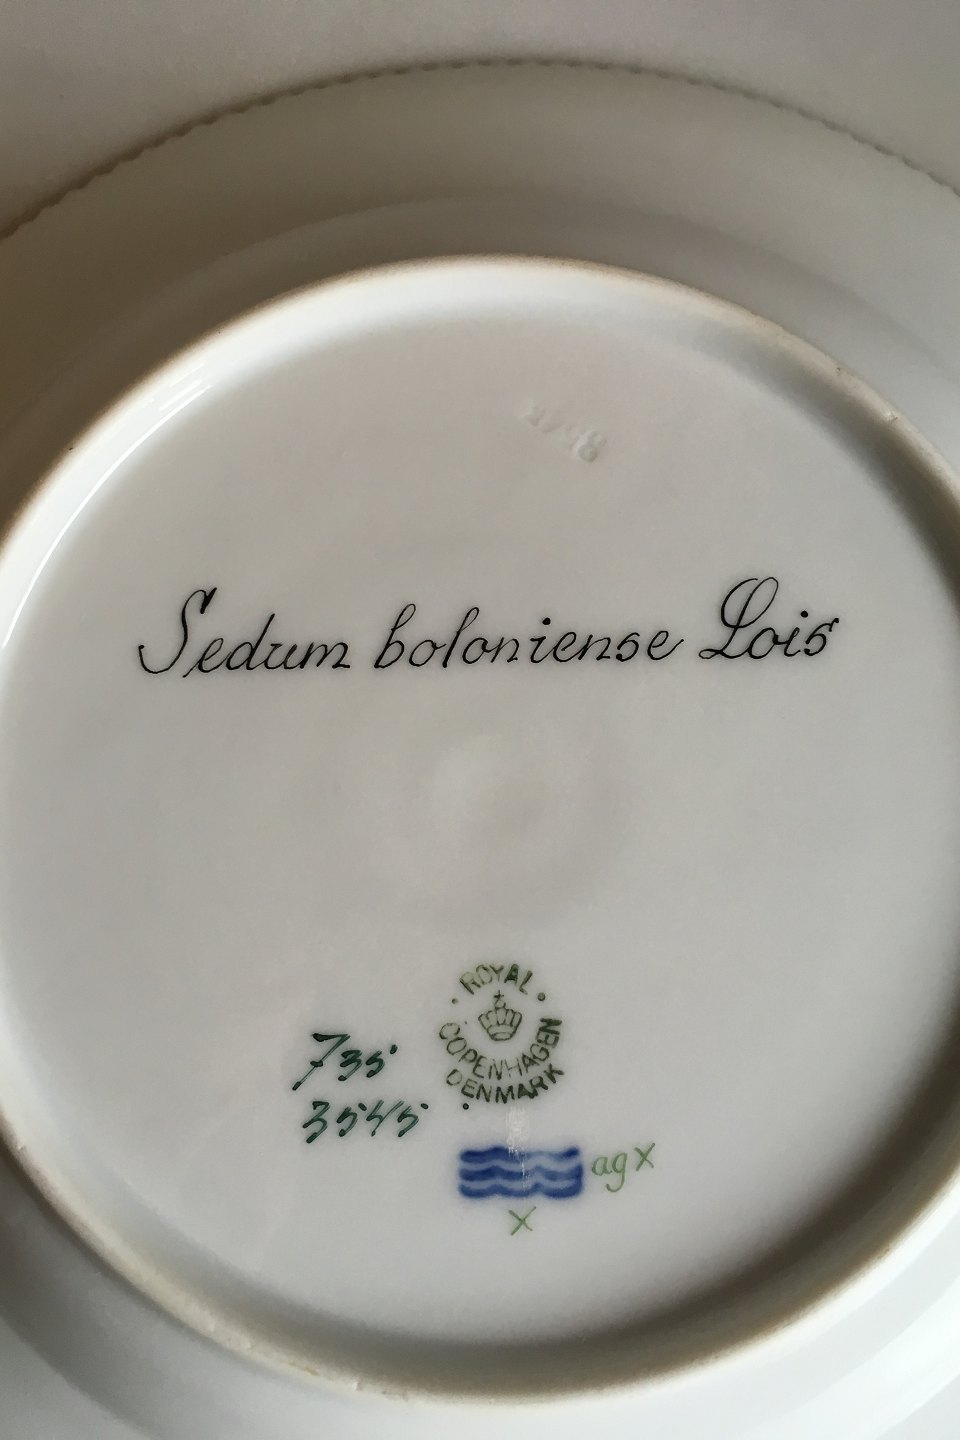 Sedum boloniense Lois
ROYAL
COPENHAGEN
DENMARK
735
3545
ag X
X